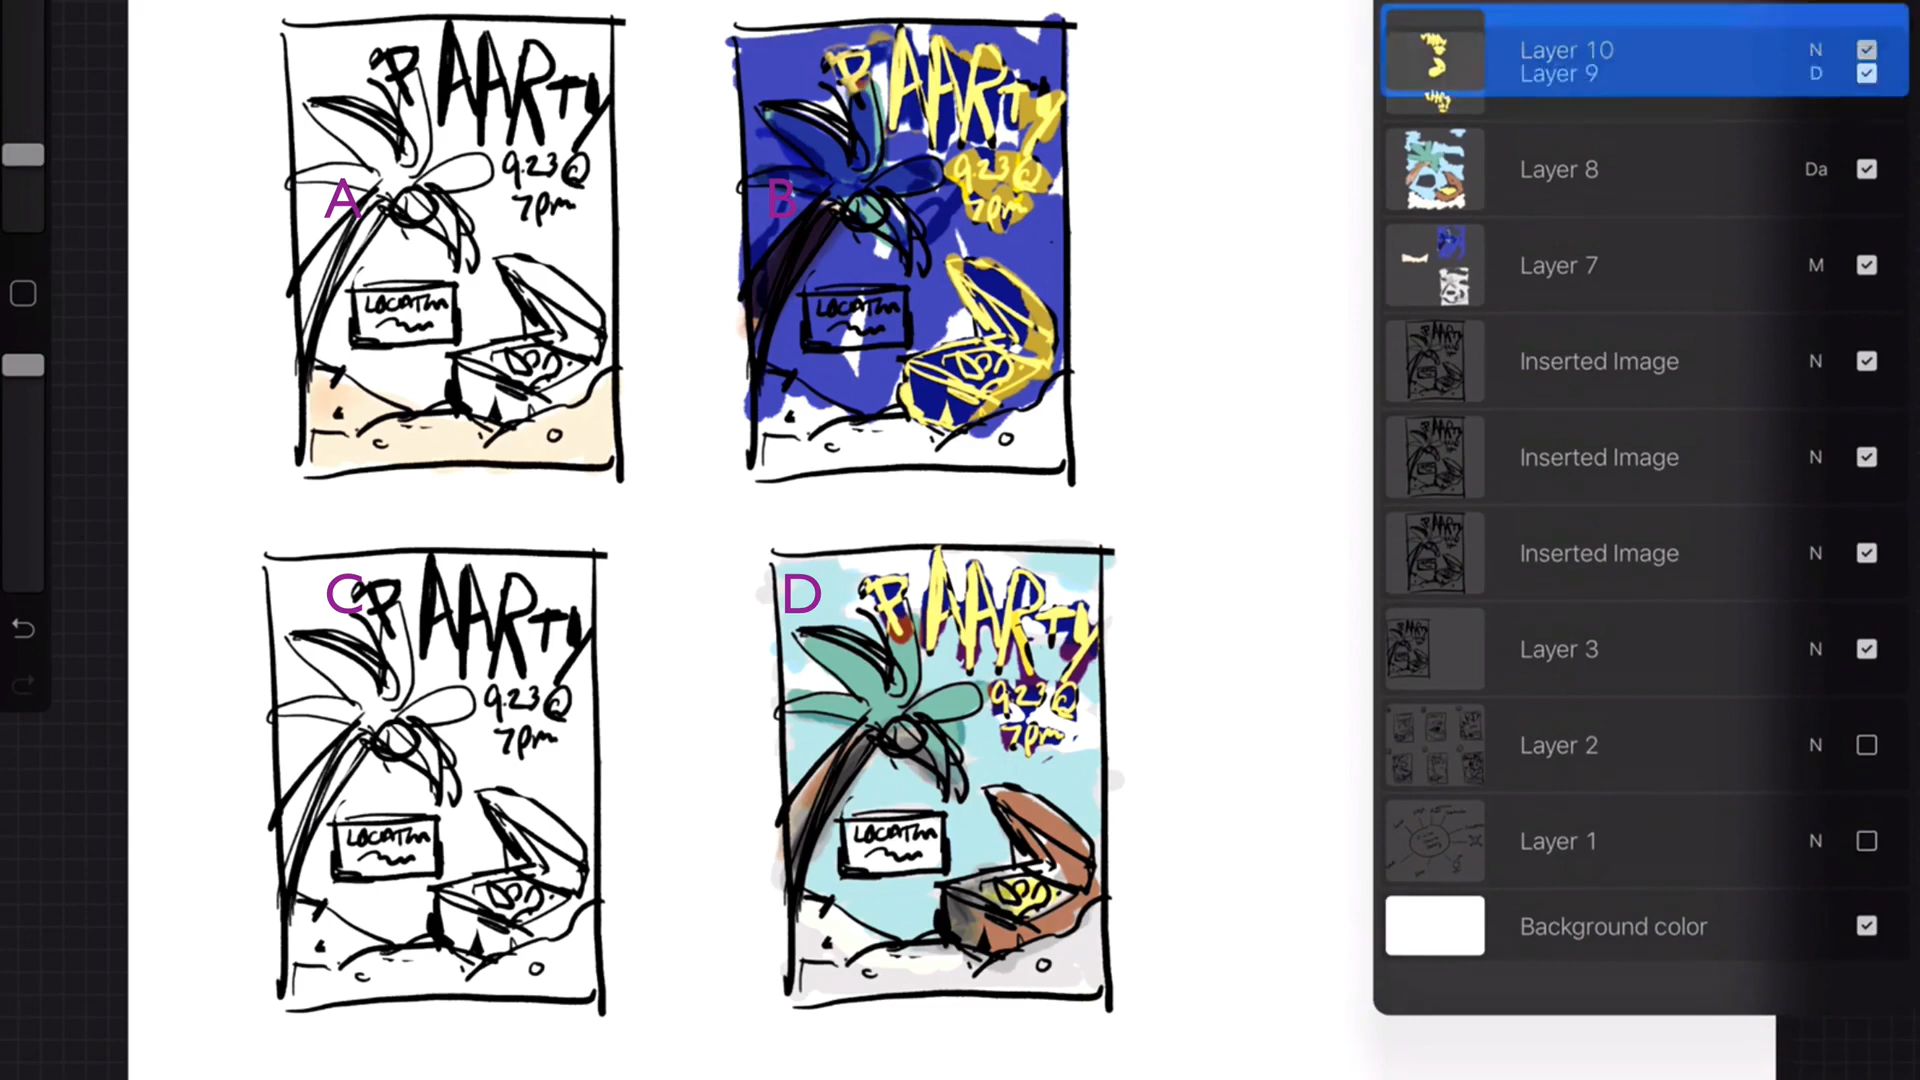 PAARTy
9.23@
7pm
A
LOCATION
PAARTy
9.23@
7pm
B
LOCATION
C
PAARTy
9.23@
7pm
LOCATION
D
PAARTy
9.23@
7pm
LOCATION
Layer 10 N
Layer 9 D
Layer 8 Da
Layer 7 M
Inserted Image N
Inserted Image N
Inserted Image N
Layer 3 N
Layer 2 N
Layer 1 N
Background color